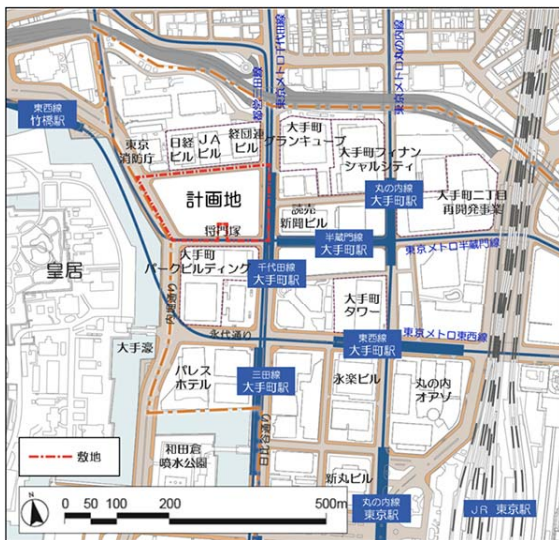 都営三田線
東京メトロ千代田線
東京メトロ丸の内線
東西線
竹橋駅
東京
消防庁
日経
ビル
JA
ビル
経団連
ビル
大手町
グランキューブ
大手町フィナン
シャルシティ
丸の内線
大手町駅
大手町二丁目
再開発事業
計画地
将門塚
読売
新聞ビル
半蔵門線
大手町駅
東京メトロ半蔵門線
皇居
内堀通り
大手町
パークビルディング
千代田線
大手町駅
大手町
タワー
永代通り
東西線
大手町駅
東京メトロ東西線
大手濠
パレス
ホテル
三田線
大手町駅
日比谷通り
永楽ビル
丸の内
オアゾ
和田倉
噴水公園
新丸ビル
丸の内線
東京駅
JR 東京駅
敷地
N
0 50 100 200 500m